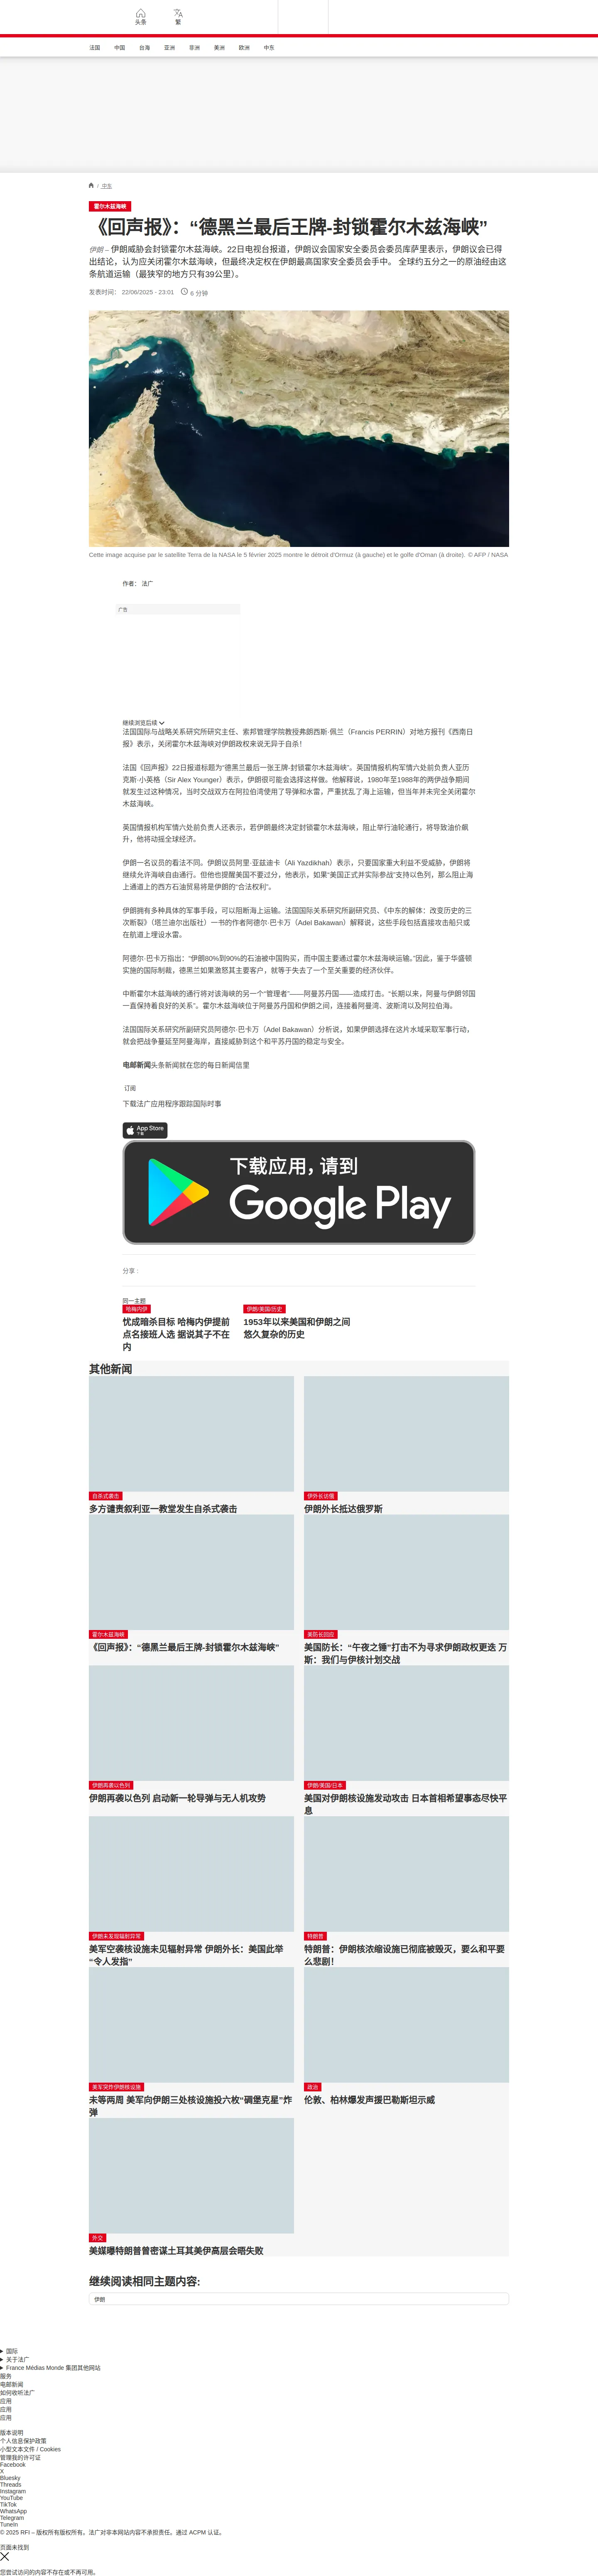 头条
繁
法国 中国 台海 亚洲 非洲 美洲 欧洲 中东
/ 中东
霍尔木兹海峡
《回声报》：“德黑兰最后王牌-封锁霍尔木兹海峡”
伊朗 – 伊朗威胁会封锁霍尔木兹海峡。22日电视台报道，伊朗议会国家安全委员会委员库萨里表示，伊朗议会已得
出结论，认为应关闭霍尔木兹海峡，但最终决定权在伊朗最高国家安全委员会手中。 全球约五分之一的原油经由这
条航道运输（最狭窄的地方只有39公里）。
发表时间： 22/06/2025 - 23:01 6 分钟
Cette image acquise par le satellite Terra de la NASA le 5 février 2025 montre le détroit d'Ormuz (à gauche) et le golfe d'Oman (à droite). © AFP / NASA
作者： 法广
广告
继续浏览后续
法国国际与战略关系研究所研究主任、索邦管理学院教授弗朗西斯·佩兰（Francis PERRIN）对地方报刊《西南日
报》表示，关闭霍尔木兹海峡对伊朗政权来说无异于自杀！
法国《回声报》22日报道标题为“德黑兰最后一张王牌-封锁霍尔木兹海峡”。英国情报机构军情六处前负责人亚历
克斯·小英格（Sir Alex Younger）表示，伊朗很可能会选择这样做。他解释说，1980年至1988年的两伊战争期间
就发生过这种情况，当时交战双方在阿拉伯湾使用了导弹和水雷，严重扰乱了海上运输，但当年并未完全关闭霍尔
木兹海峡。
英国情报机构军情六处前负责人还表示，若伊朗最终决定封锁霍尔木兹海峡，阻止举行油轮通行，将导致油价飙
升，他将动摇全球经济。
伊朗一名议员的看法不同。伊朗议员阿里·亚兹迪卡（Ali Yazdikhah）表示，只要国家重大利益不受威胁，伊朗将
继续允许海峡自由通行。但他也提醒美国不要过分，他表示，如果“美国正式并实际参战”支持以色列，那么阻止海
上通道上的西方石油贸易将是伊朗的“合法权利”。
伊朗拥有多种具体的军事手段，可以阻断海上运输。法国国际关系研究所副研究员、《中东的解体：改变历史的三
次断裂》（塔兰迪尔出版社）一书的作者阿德尔·巴卡万（Adel Bakawan）解释说，这些手段包括直接攻击船只或
在航道上埋设水雷。
阿德尔·巴卡万指出：“伊朗80%到90%的石油被中国购买，而中国主要通过霍尔木兹海峡运输。”因此，鉴于华盛顿
实施的国际制裁，德黑兰如果激怒其主要客户，就等于失去了一个至关重要的经济伙伴。
中断霍尔木兹海峡的通行将对该海峡的另一个“管理者”——阿曼苏丹国——造成打击。“长期以来，阿曼与伊朗邻国
一直保持着良好的关系”。霍尔木兹海峡位于阿曼苏丹国和伊朗之间，连接着阿曼湾、波斯湾以及阿拉伯海。
法国国际关系研究所副研究员阿德尔·巴卡万（Adel Bakawan）分析说，如果伊朗选择在这片水域采取军事行动，
就会把战争蔓延至阿曼海岸，直接威胁到这个和平苏丹国的稳定与安全。
电邮新闻头条新闻就在您的每日新闻信里
订阅
下载法广应用程序跟踪国际时事
App Store
下载
下载应用，请到
Google Play
分享 :
同一主题
哈梅内伊
忧成暗杀目标 哈梅内伊提前
点名接班人选 据说其子不在
内
伊朗/美国/历史
1953年以来美国和伊朗之间
悠久复杂的历史
其他新闻
自杀式袭击
多方谴责叙利亚一教堂发生自杀式袭击
伊外长访俄
伊朗外长抵达俄罗斯
霍尔木兹海峡
《回声报》：“德黑兰最后王牌-封锁霍尔木兹海峡”
美防长回应
美国防长：“午夜之锤”打击不为寻求伊朗政权更迭 万
斯：我们与伊核计划交战
伊朗再袭以色列
伊朗再袭以色列 启动新一轮导弹与无人机攻势
伊朗/美国/日本
美国对伊朗核设施发动攻击 日本首相希望事态尽快平
息
伊朗未发现辐射异常
美军空袭核设施未见辐射异常 伊朗外长：美国此举
“令人发指”
特朗普
特朗普：伊朗核浓缩设施已彻底被毁灭，要么和平要
么悲剧！
美军突炸伊朗核设施
未等两周 美军向伊朗三处核设施投六枚“碉堡克星”炸
弹
政治
伦敦、柏林爆发声援巴勒斯坦示威
外交
美媒曝特朗普曾密谋土耳其美伊高层会晤失败
继续阅读相同主题内容:
伊朗
国际
关于法广
France Médias Monde 集团其他网站
服务
电邮新闻
如何收听法广
应用
应用
应用
版本说明
个人信息保护政策
小型文本文件 / Cookies
管理我的许可证
Facebook
X
Bluesky
Threads
Instagram
YouTube
TikTok
WhatsApp
Telegram
TuneIn
© 2025 RFI – 版权所有版权所有。法广对非本网站内容不承担责任。通过 ACPM 认证。
页面未找到
您尝试访问的内容不存在或不再可用。